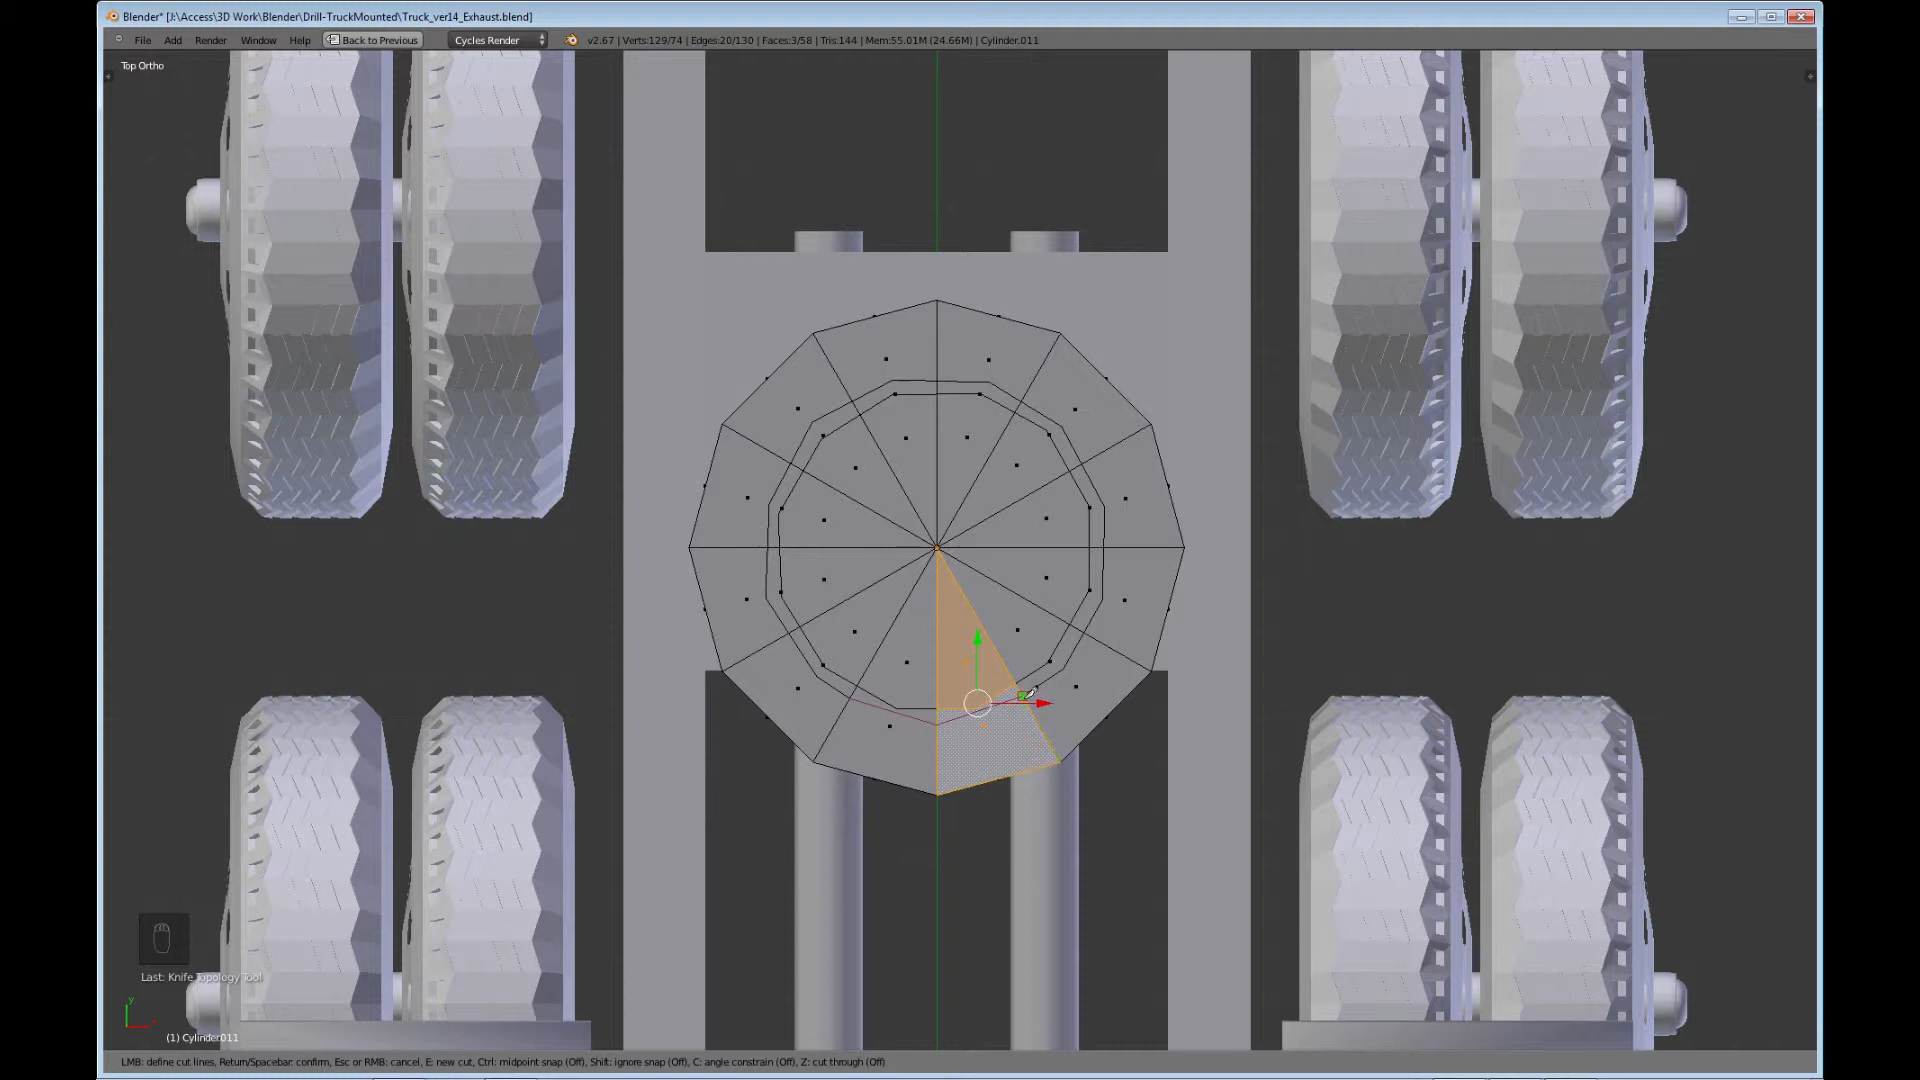 Blender* [J:\Access\3D Work\Blender\Drill-TruckMounted\Truck_ver14_Exhaust.blend]
File Add Render Window Help Back to Previous Cycles Render v2.67 | Verts:129/74 | Edges:20/130 | Faces:3/58 | Tris:144 | Mem:55.01M (24.66M) | Cylinder.011
Top Ortho
Last: Knife Topology Tool
y
(1) Cylinder.011
LMB: define cut lines, Return/Spacebar: confirm, Esc or RMB: cancel, E: new cut, Ctrl: midpoint snap (Off), Shift: ignore snap (Off), C: angle constrain (Off), Z: cut through (Off)